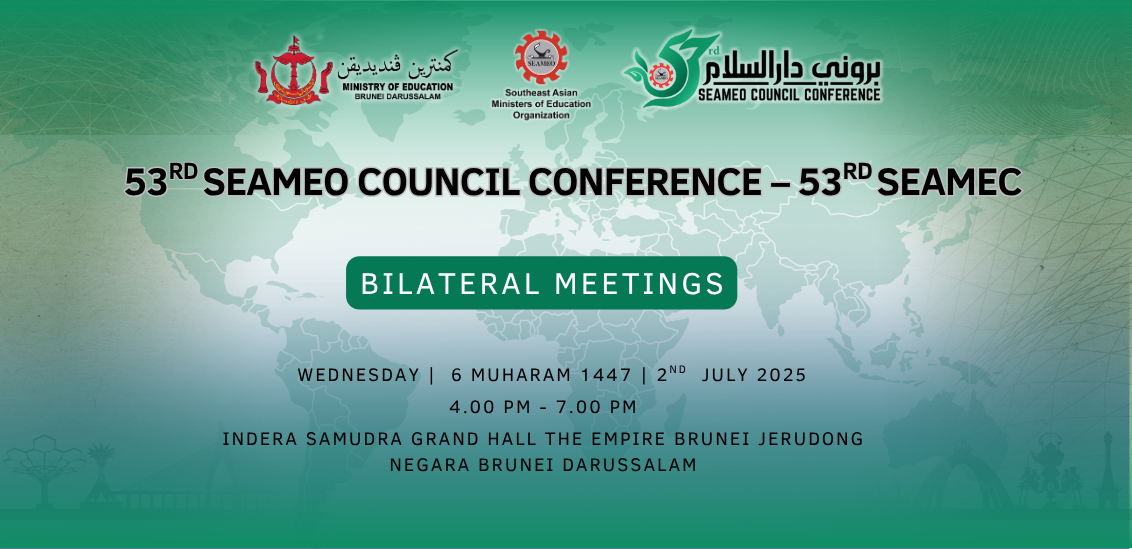 كمنترين ڤنديديقن
MINISTRY OF EDUCATION
BRUNEI DARUSSALAM
SEAMEO
Southeast Asian
Ministers of Education
Organization
53rd
بروني دارالسلام
SEAMEO COUNCIL CONFERENCE
53RD SEAMEO COUNCIL CONFERENCE – 53RD SEAMEC
BILATERAL MEETINGS
WEDNESDAY | 6 MUHARAM 1447 | 2ND JULY 2025
4.00 PM - 7.00 PM
INDERA SAMUDRA GRAND HALL THE EMPIRE BRUNEI JERUDONG
NEGARA BRUNEI DARUSSALAM